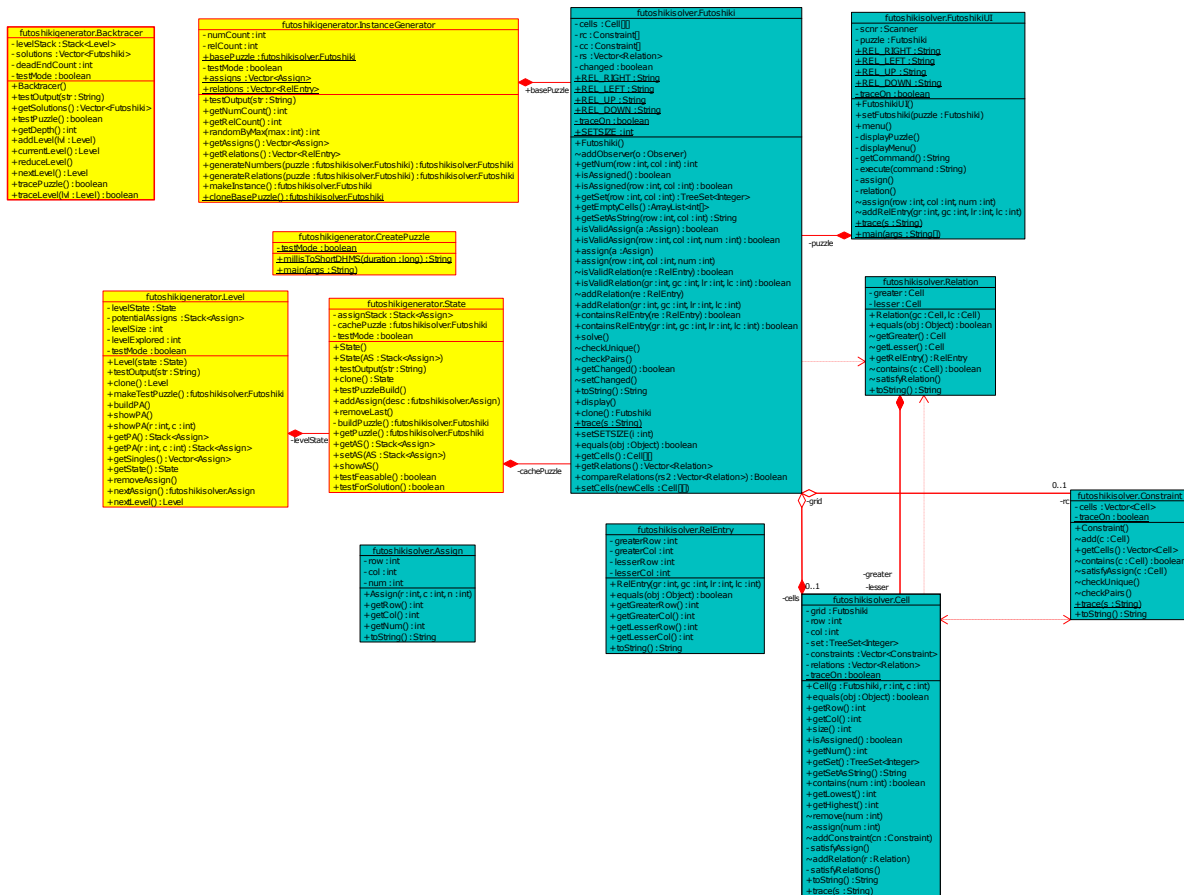 futoshikigenerator.Backtracer
-levelStack : Stack<Level>
-solutions : Vector<Futoshiki>
-deadEndCount : int
-testMode : boolean
+Backtracer()
+testOutput(str : String)
+getSolutions() : Vector<Futoshiki>
+testPuzzle() : boolean
+getDepth() : int
+addLevel(lvl : Level)
+currentLevel() : Level
+reduceLevel()
+nextLevel() : Level
+tracePuzzle() : boolean
+traceLevel(lvl : Level) : boolean
futoshikigenerator.InstanceGenerator
-numCount : int
-relCount : int
+basePuzzle : futoshikisolver.Futoshiki
-testMode : boolean
+assigns : Vector<Assign>
+relations : Vector<RelEntry>
+testOutput(str : String)
+getNumCount() : int
+getRelCount() : int
+randomByMax(max : int) : int
+getAssigns() : Vector<Assign>
+getRelations() : Vector<RelEntry>
+generateNumbers(puzzle : futoshikisolver.Futoshiki) : futoshikisolver.Futoshiki
+generateRelations(puzzle : futoshikisolver.Futoshiki) : futoshikisolver.Futoshiki
+makeInstance() : futoshikisolver.Futoshiki
+cloneBasePuzzle() : futoshikisolver.Futoshiki
+basePuzzle
futoshikisolver.Futoshiki
-cells : Cell[][]
-rc : Constraint[]
-cc : Constraint[]
-rs : Vector<Relation>
-changed : boolean
+REL_RIGHT : String
+REL_LEFT : String
+REL_UP : String
+REL_DOWN : String
-traceOn : boolean
+SETSIZE : int
+Futoshiki()
~addObserver(o : Observer)
+getNum(row : int, col : int) : int
+isAssigned() : boolean
+isAssigned(row : int, col : int) : boolean
+getSet(row : int, col : int) : TreeSet<Integer>
+getEmptyCells() : ArrayList<int[]>
+getSetAsString(row : int, col : int) : String
+isValidAssign(a : Assign) : boolean
+isValidAssign(row : int, col : int, num : int) : boolean
+assign(a : Assign)
+assign(row : int, col : int, num : int)
~isValidRelation(re : RelEntry) : boolean
+isValidRelation(gr : int, gc : int, lr : int, lc : int) : boolean
~addRelation(re : RelEntry)
+addRelation(gr : int, gc : int, lr : int, lc : int)
+containsRelEntry(re : RelEntry) : boolean
+containsRelEntry(gr : int, gc : int, lr : int, lc : int) : boolean
+solve()
~checkUnique()
~checkPairs()
+getChanged() : boolean
~setChanged()
+toString() : String
+display()
+clone() : Futoshiki
+trace(s : String)
+setSETSIZE(i : int)
+equals(obj : Object) : boolean
+getCells() : Cell[][]
+getRelations() : Vector<Relation>
+compareRelations(rs2 : Vector<Relation>) : Boolean
+setCells(newCells : Cell[][])
futoshikisolver.FutoshikiUI
-scnr : Scanner
-puzzle : Futoshiki
+REL_RIGHT : String
+REL_LEFT : String
+REL_UP : String
+REL_DOWN : String
-traceOn : boolean
+FutoshikiUI()
+setFutoshiki(puzzle : Futoshiki)
+menu()
-displayPuzzle()
-displayMenu()
-getCommand() : String
-execute(command : String)
-assign()
-relation()
~assign(row : int, col : int, num : int)
~addRelEntry(gr : int, gc : int, lr : int, lc : int)
+trace(s : String)
+main(args : String[])
-puzzle
futoshikigenerator.CreatePuzzle
-testMode : boolean
+millisToShortDHMS(duration : long) : String
+main(args : String)
futoshikigenerator.Level
-levelState : State
-potentialAssigns : Stack<Assign>
-levelSize : int
-levelExplored : int
-testMode : boolean
+Level(state : State)
+testOutput(str : String)
+clone() : Level
+makeTestPuzzle() : futoshikisolver.Futoshiki
+buildPA()
+showPA()
+showPA(r : int, c : int)
+getPA() : Stack<Assign>
+getPA(r : int, c : int) : Stack<Assign>
+getSingles() : Vector<Assign>
+getState() : State
+removeAssign()
+nextAssign() : futoshikisolver.Assign
+nextLevel() : Level
-levelState
futoshikigenerator.State
-assignStack : Stack<Assign>
-cachePuzzle : futoshikisolver.Futoshiki
-testMode : boolean
+State()
+State(AS : Stack<Assign>)
+testOutput(str : String)
+clone() : State
+testPuzzleBuild()
+addAssign(desc : futoshikisolver.Assign)
+removeLast()
-buildPuzzle() : futoshikisolver.Futoshiki
+getPuzzle() : futoshikisolver.Futoshiki
+getAS() : Stack<Assign>
+setAS(AS : Stack<Assign>)
+showAS()
+testFeasable() : boolean
+testForSolution() : boolean
-cachePuzzle
futoshikisolver.Relation
-greater : Cell
-lesser : Cell
+Relation(gc : Cell, lc : Cell)
+equals(obj : Object) : boolean
~getGreater() : Cell
~getLesser() : Cell
+getRelEntry() : RelEntry
~contains(c : Cell) : boolean
~satisfyRelation()
+toString() : String
-grid
0..1
-rc
futoshikisolver.Constraint
-cells : Vector<Cell>
-traceOn : boolean
+Constraint()
~add(c : Cell)
+getCells() : Vector<Cell>
~contains(c : Cell) : boolean
~satisfyAssign(c : Cell)
~checkUnique()
~checkPairs()
+trace(s : String)
+toString() : String
futoshikisolver.Assign
-row : int
-col : int
-num : int
+Assign(r : int, c : int, n : int)
+getRow() : int
+getCol() : int
+getNum() : int
+toString() : String
futoshikisolver.RelEntry
-greaterRow : int
-greaterCol : int
-lesserRow : int
-lesserCol : int
+RelEntry(gr : int, gc : int, lr : int, lc : int)
+equals(obj : Object) : boolean
+getGreaterRow() : int
+getGreaterCol() : int
+getLesserRow() : int
+getLesserCol() : int
+toString() : String
-greater
-lesser
0..1
-cells
futoshikisolver.Cell
-grid : Futoshiki
-row : int
-col : int
-set : TreeSet<Integer>
-constraints : Vector<Constraint>
-relations : Vector<Relation>
-traceOn : boolean
+Cell(g : Futoshiki, r : int, c : int)
+equals(obj : Object) : boolean
+getRow() : int
+getCol() : int
+size() : int
+isAssigned() : boolean
+getNum() : int
+getSet() : TreeSet<Integer>
+getSetAsString() : String
+contains(num : int) : boolean
+getLowest() : int
+getHighest() : int
~remove(num : int)
~assign(num : int)
~addConstraint(cn : Constraint)
-satisfyAssign()
~addRelation(r : Relation)
-satisfyRelations()
+toString() : String
+trace(s : String)